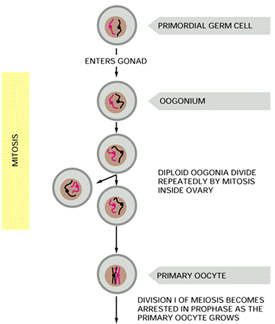 PRIMORDIAL GERM CELL
ENTERS GONAD
OOGONIUM
MITOSIS
DIPLOID OOGONIA DIVIDE
REPEATEDLY BY MITOSIS
INSIDE OVARY
PRIMARY OOCYTE
DIVISION I OF MEIOSIS BECOMES
ARRESTED IN PROPHASE AS THE
PRIMARY OOCYTE GROWS